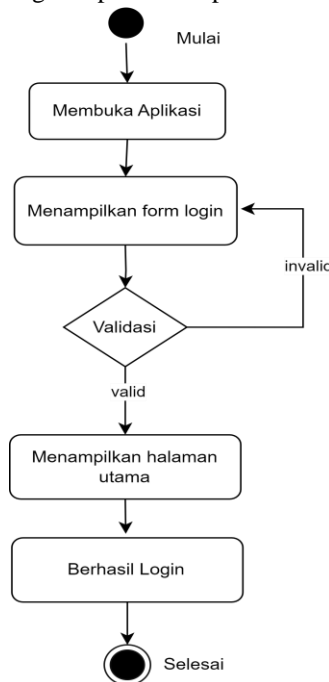 Mulai
Membuka Aplikasi
Menampilkan form login
invalid
Validasi
valid
Menampilkan halaman
utama
Berhasil Login
Selesai